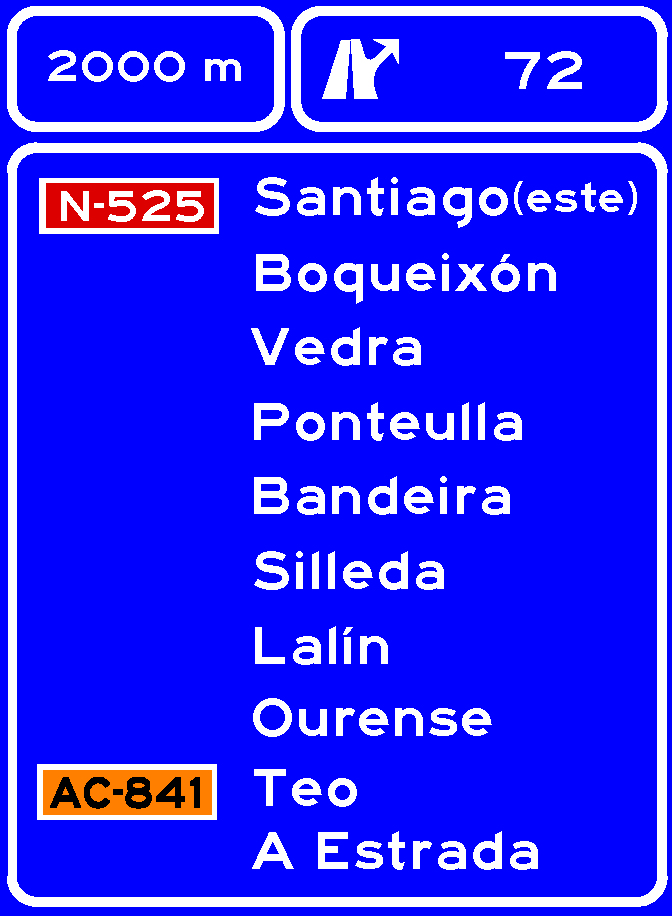 2000 m
72
N-525 Santiago(este)
Boqueixón
Vedra
Ponteulla
Bandeira
Silleda
Lalín
Ourense
AC-841 Teo
A Estrada